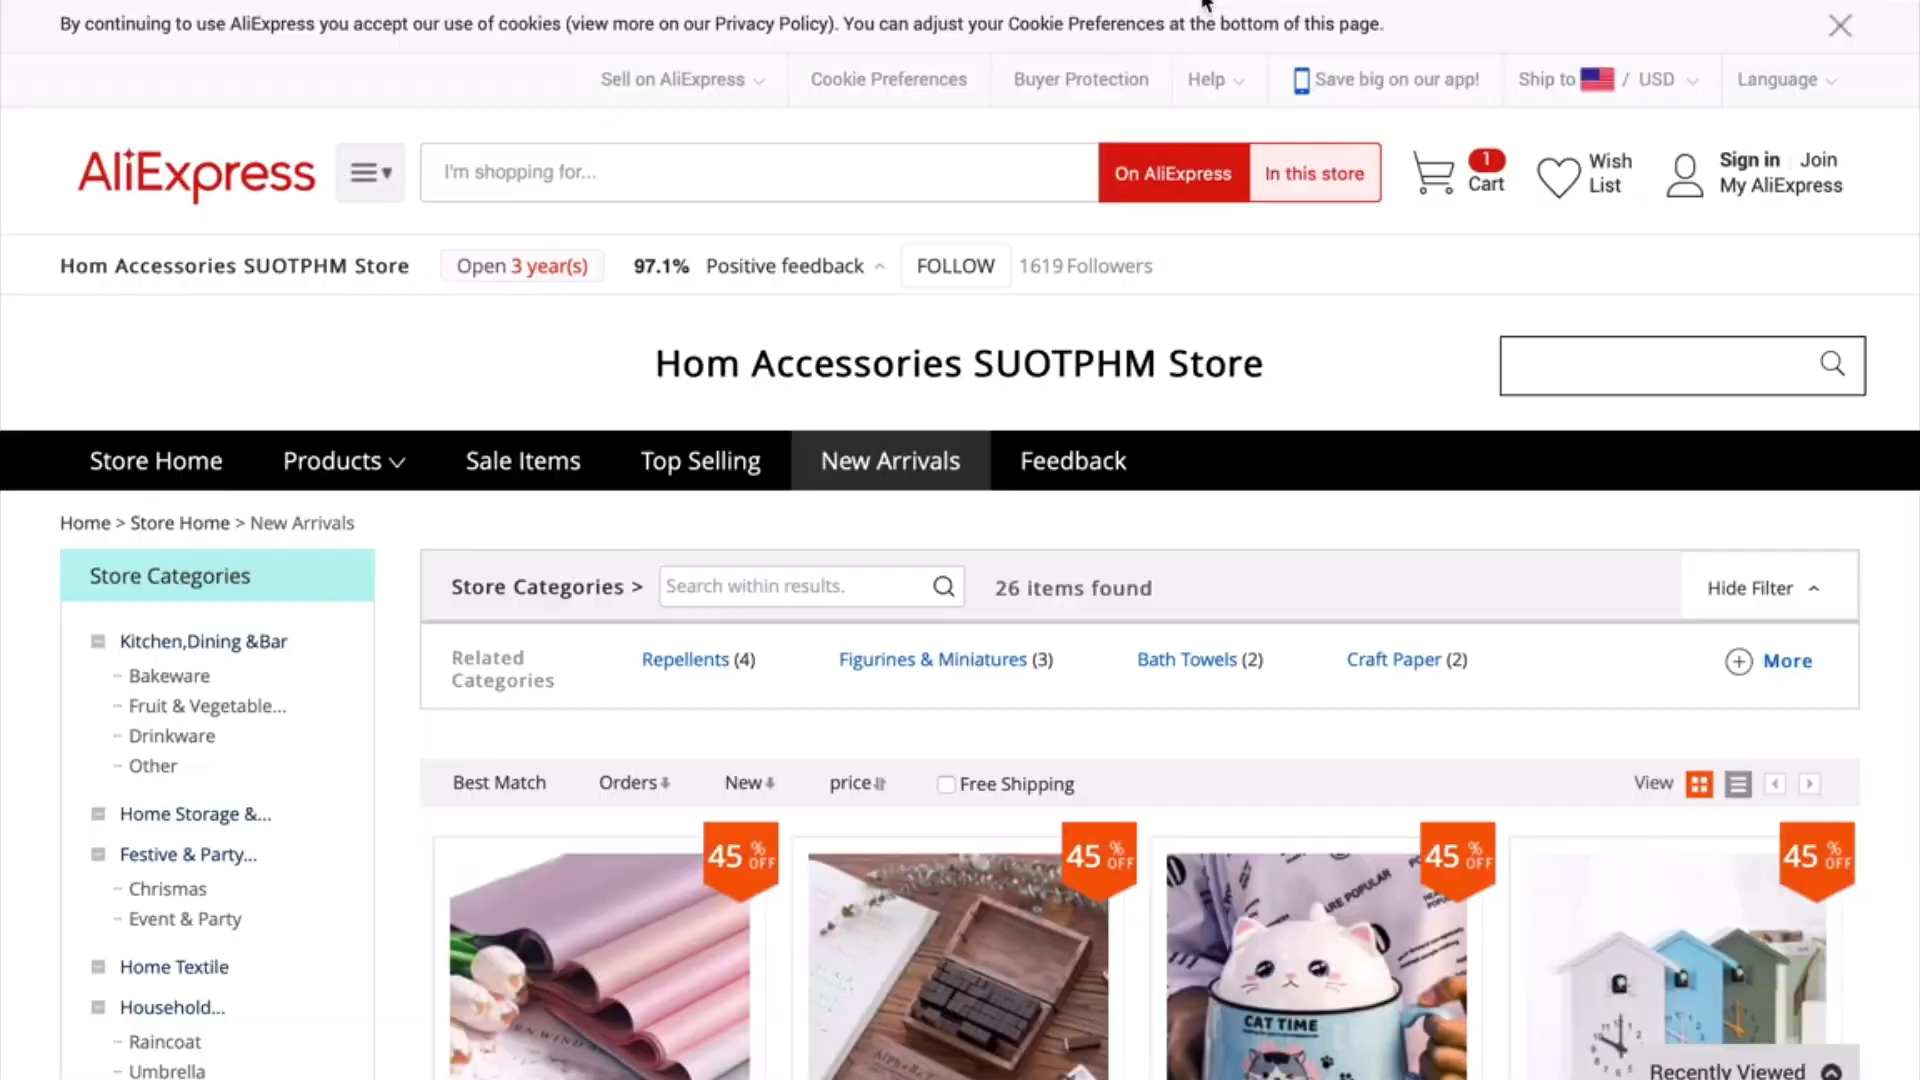 By continuing to use AliExpress you accept our use of cookies (view more on our Privacy Policy). You can adjust your Cookie Preferences at the bottom of this page.
Sell on AliExpress
Cookie Preferences
Buyer Protection
Help
Save big on our app!
Ship to / USD
Language
AliExpress
I'm shopping for...
On AliExpress
In this store
1
Cart
Wish
List
Sign in Join
My AliExpress
Hom Accessories SUOTPHM Store
Open 3 year(s)
97.1% Positive feedback
FOLLOW
1619 Followers
Hom Accessories SUOTPHM Store
Store Home
Products
Sale Items
Top Selling
New Arrivals
Feedback
Home > Store Home > New Arrivals
Store Categories
Kitchen,Dining &Bar
Bakeware
Fruit & Vegetable...
Drinkware
Other
Home Storage &...
Festive & Party...
Chrismas
Event & Party
Home Textile
Household...
Raincoat
Umbrella
Store Categories >
Search within results.
26 items found
Hide Filter
Related
Categories
Repellents (4)
Figurines & Miniatures (3)
Bath Towels (2)
Craft Paper (2)
More
Best Match
Orders
New
price
Free Shipping
View
45 % OFF
45 % OFF
45 % OFF
45 % OFF
ARE POPULAR
CAT TIME
Recently Viewed